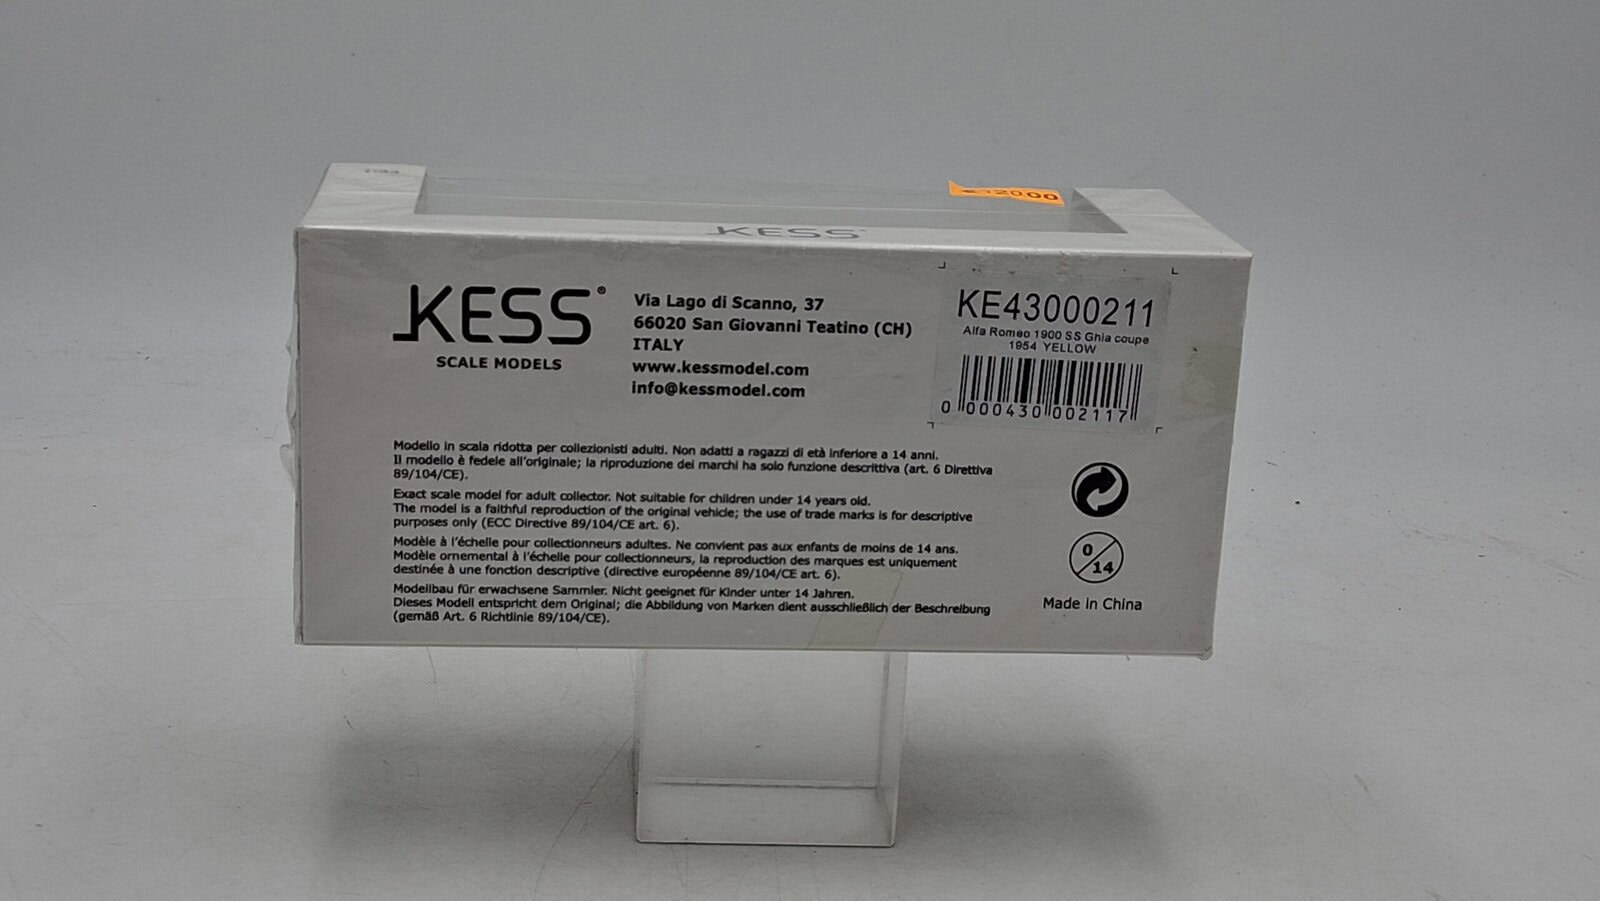 KESS
KESS®
SCALE MODELS
Via Lago di Scanno, 37
66020 San Giovanni Teatino (CH)
ITALY
www.kessmodel.com
info@kessmodel.com
KE43000211
Alfa Romeo 1900 SS Ghia coupe
1954 YELLOW
0 000430 002117
Modello in scala ridotta per collezionisti adulti. Non adatti a ragazzi di età inferiore a 14 anni.
Il modello è fedele all'originale; la riproduzione dei marchi ha solo funzione descrittiva (art. 6 Direttiva
89/104/CE).
Exact scale model for adult collector. Not suitable for children under 14 years old.
The model is a faithful reproduction of the original vehicle; the use of trade marks is for descriptive
purposes only (ECC Directive 89/104/CE art. 6).
Modèle à l'échelle pour collectionneurs adultes. Ne convient pas aux enfants de moins de 14 ans.
Modèle ornemental à l'échelle pour collectionneurs, la reproduction des marques est uniquement
destinée à une fonction descriptive (directive européenne 89/104/CE art. 6).
Modellbau für erwachsene Sammler. Nicht geeignet für Kinder unter 14 Jahren.
Dieses Modell entspricht dem Original; die Abbildung von Marken dient ausschließlich der Beschreibung
(gemäß Art. 6 Richtlinie 89/104/CE).
0
14
Made in China